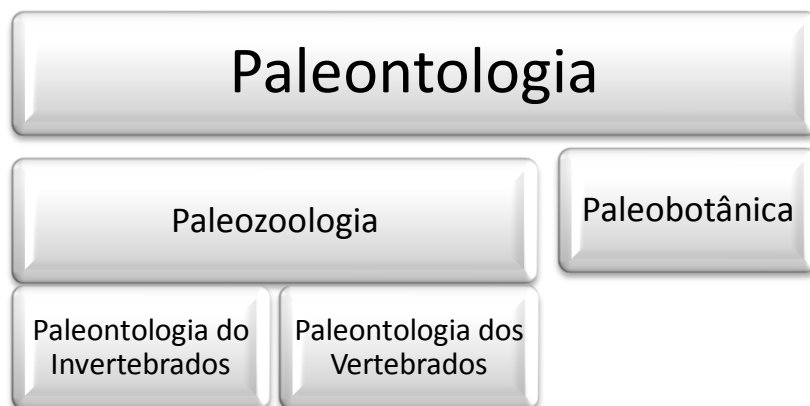 Paleontologia
Paleozoologia
Paleobotânica
Paleontologia do
Invertebrados
Paleontologia dos
Vertebrados